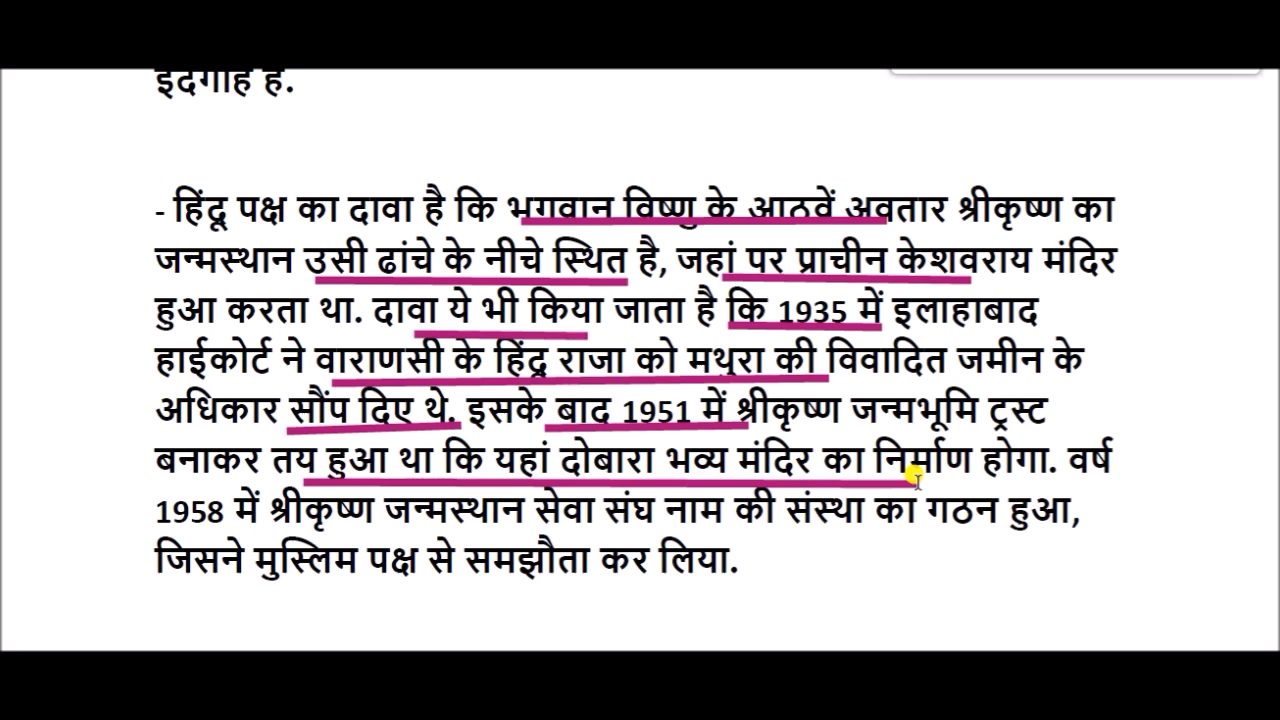 इदगाह है.
- हिंदू पक्ष का दावा है कि भगवान विष्णु के आठवें अवतार श्रीकृष्ण का
जन्मस्थान उसी ढांचे के नीचे स्थित है, जहां पर प्राचीन केशवराय मंदिर
हुआ करता था. दावा ये भी किया जाता है कि 1935 में इलाहाबाद
हाईकोर्ट ने वाराणसी के हिंदू राजा को मथुरा की विवादित जमीन के
अधिकार सौंप दिए थे. इसके बाद 1951 में श्रीकृष्ण जन्मभूमि ट्रस्ट
बनाकर तय हुआ था कि यहां दोबारा भव्य मंदिर का निर्माण होगा. वर्ष
1958 में श्रीकृष्ण जन्मस्थान सेवा संघ नाम की संस्था का गठन हुआ,
जिसने मुस्लिम पक्ष से समझौता कर लिया.